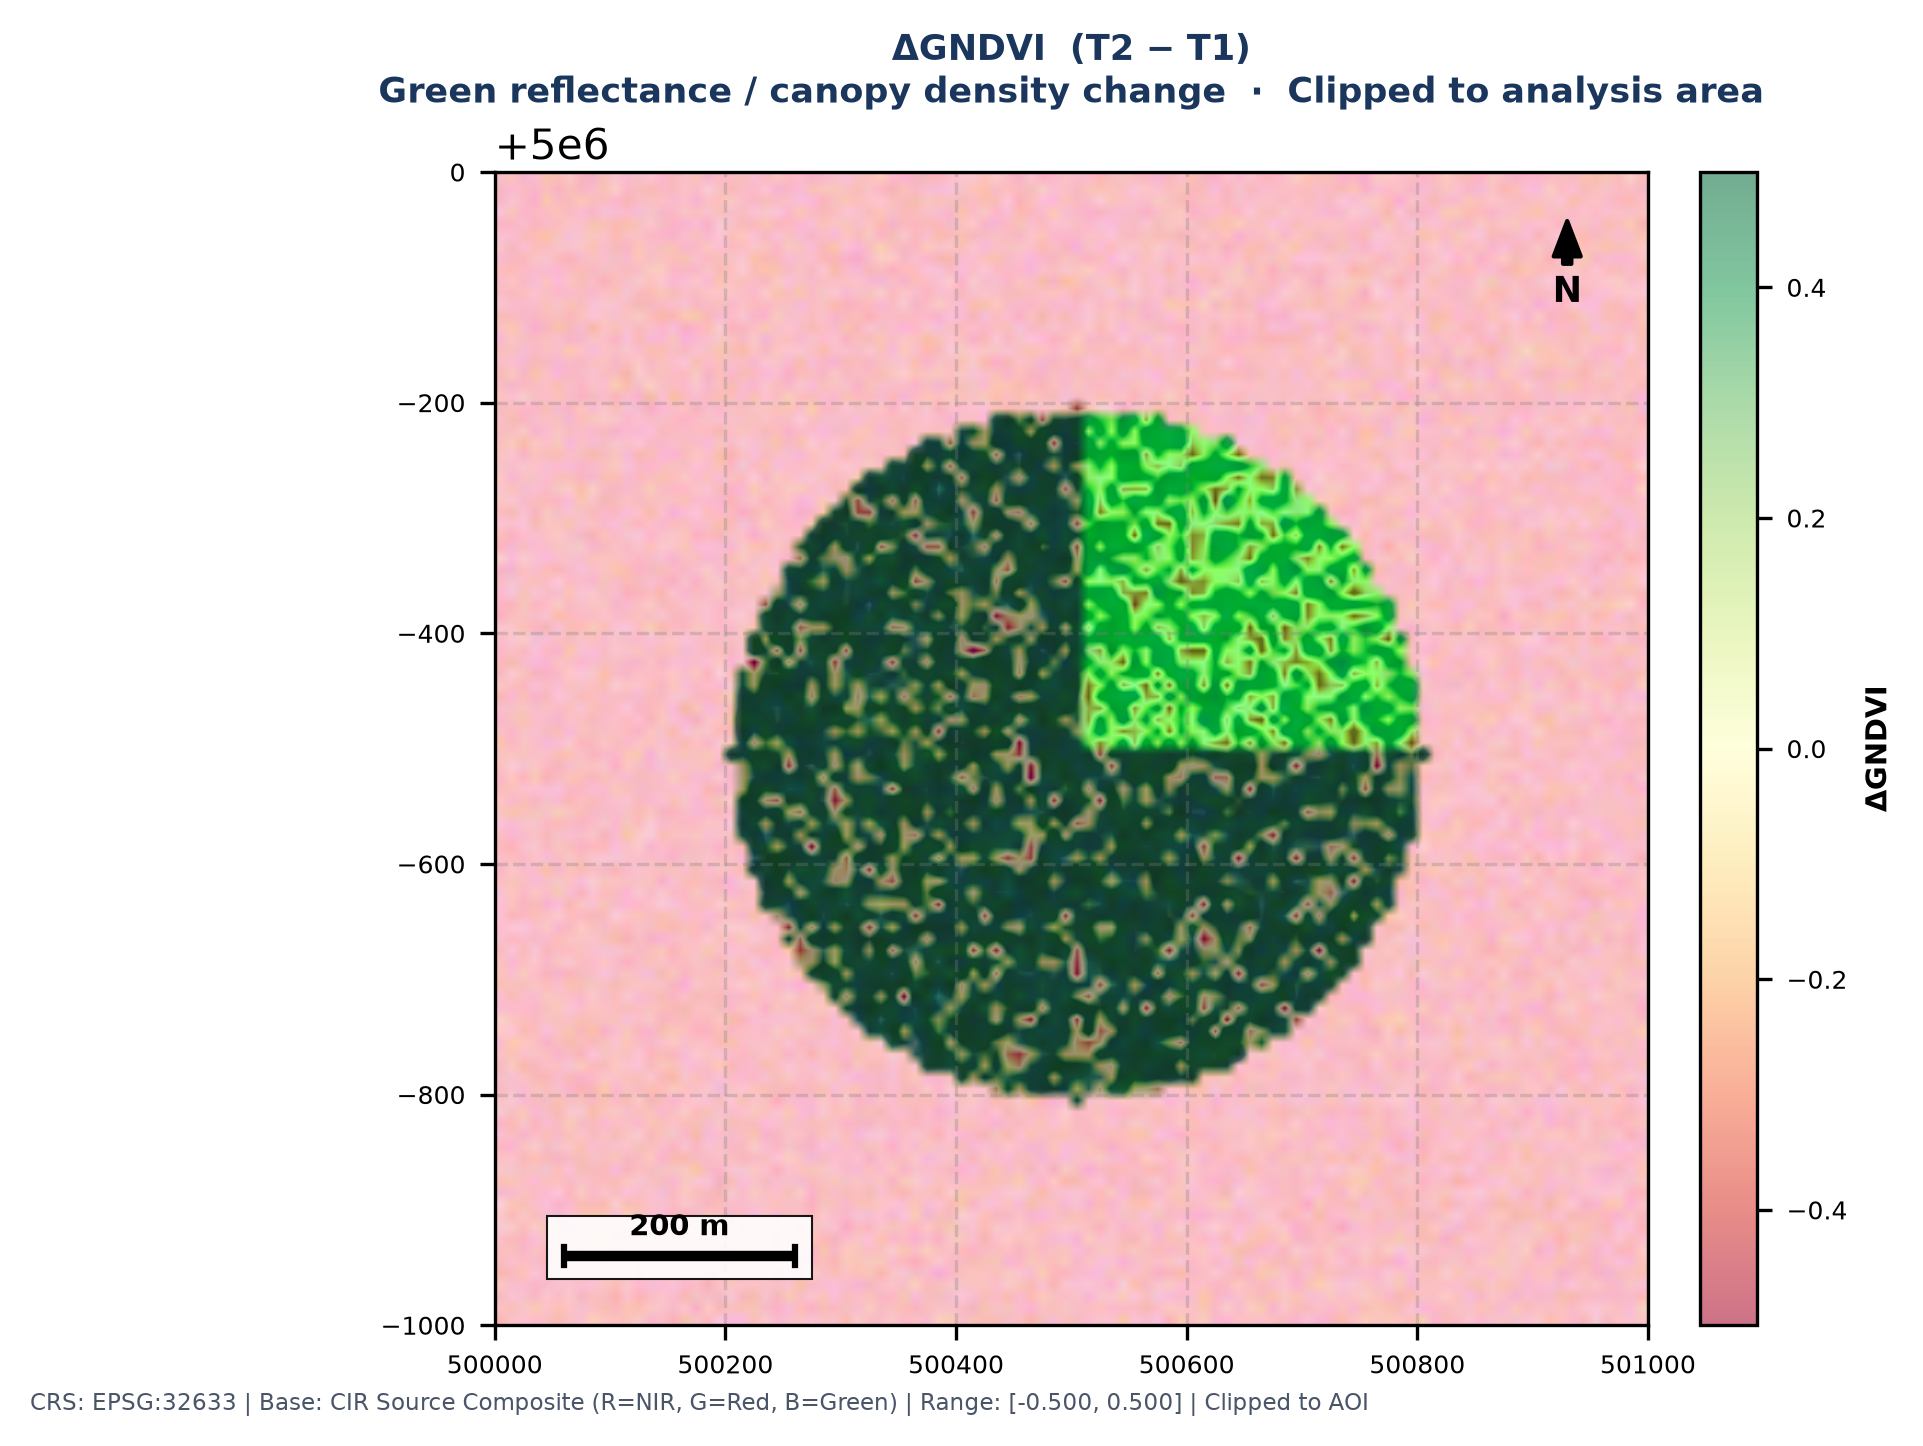 ΔGNDVI (T2 − T1)
Green reflectance / canopy density change · Clipped to analysis area
+5e6
0
−200
−400
−600
−800
−1000
500000
500200
500400
500600
500800
501000
N
200 m
0.4
0.2
0.0
−0.2
−0.4
ΔGNDVI
CRS: EPSG:32633 | Base: CIR Source Composite (R=NIR, G=Red, B=Green) | Range: [-0.500, 0.500] | Clipped to AOI